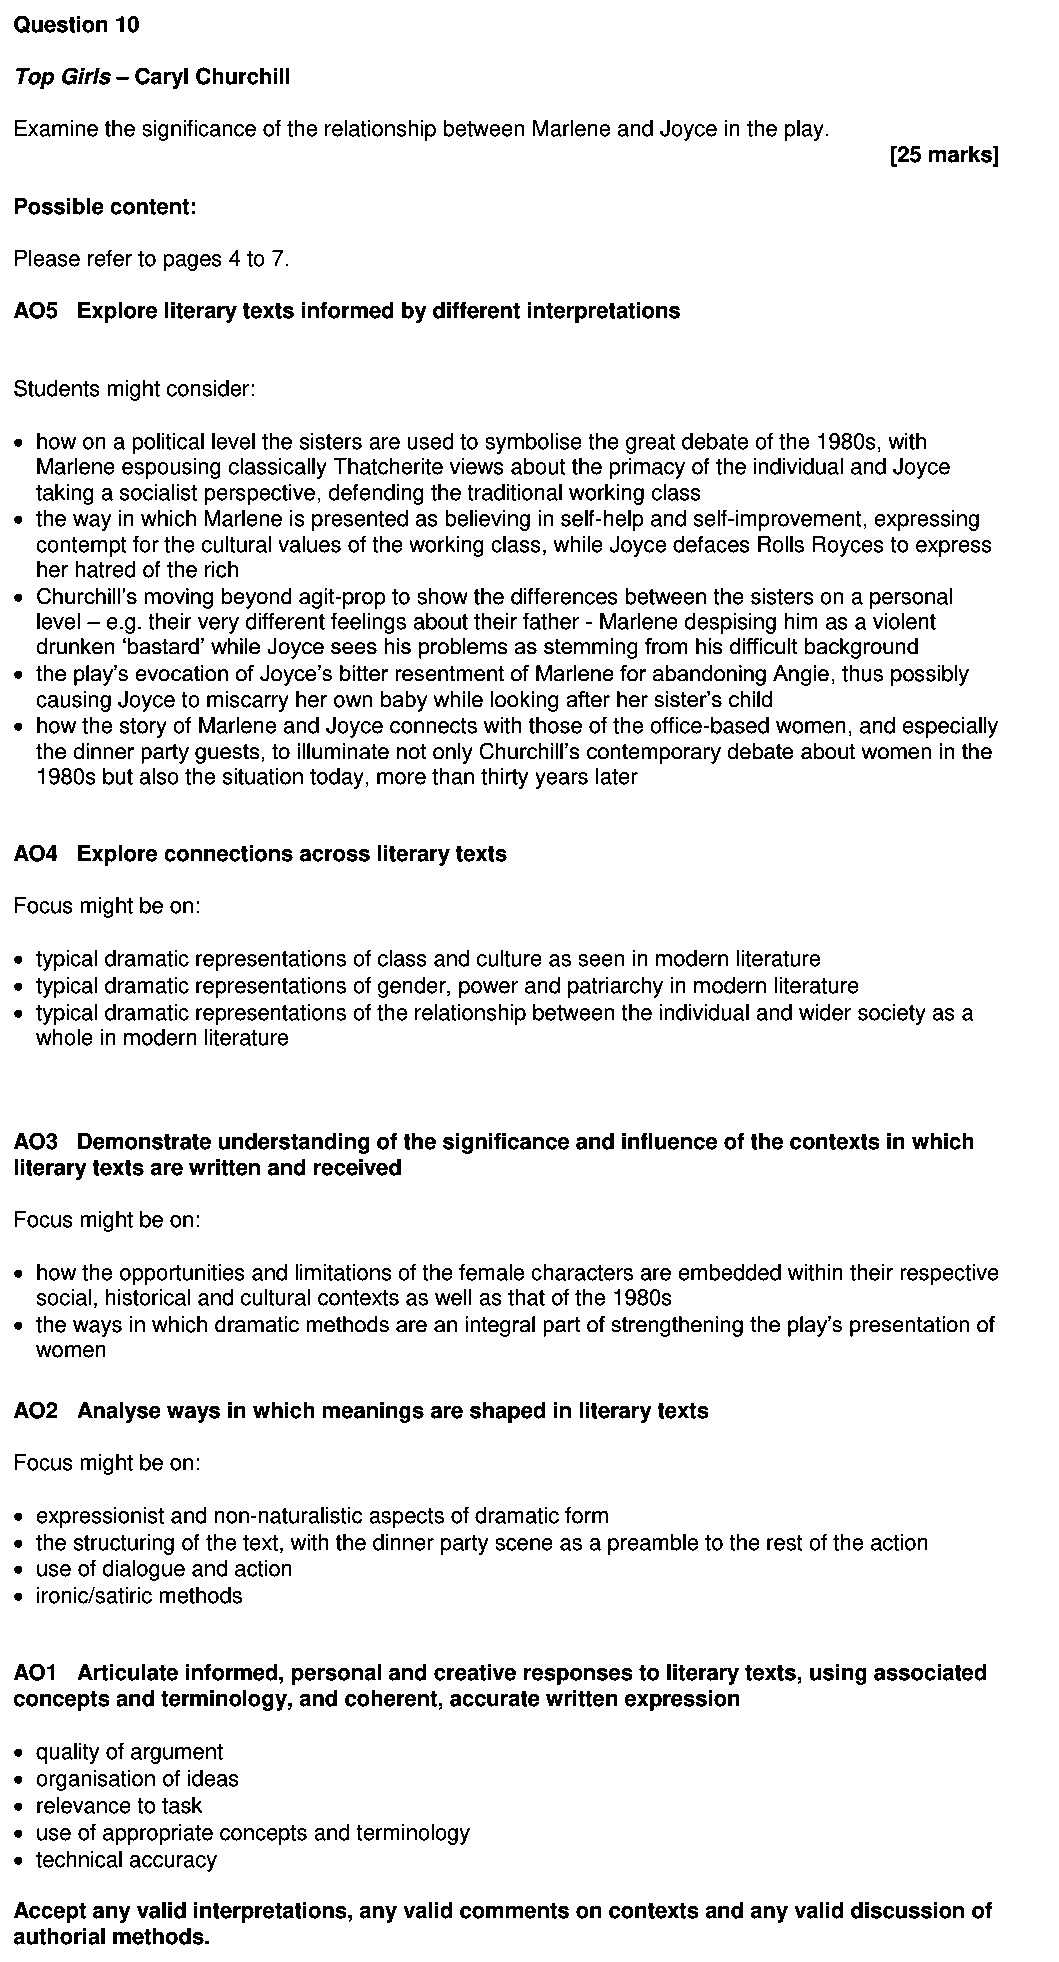 Question 10
Top Girls – Caryl Churchill
Examine the significance of the relationship between Marlene and Joyce in the play.
[25 marks]
Possible content:
Please refer to pages 4 to 7.
AO5 Explore literary texts informed by different interpretations
Students might consider:
• how on a political level the sisters are used to symbolise the great debate of the 1980s, with
Marlene espousing classically Thatcherite views about the primacy of the individual and Joyce
taking a socialist perspective, defending the traditional working class
• the way in which Marlene is presented as believing in self-help and self-improvement, expressing
contempt for the cultural values of the working class, while Joyce defaces Rolls Royces to express
her hatred of the rich
• Churchill's moving beyond agit-prop to show the differences between the sisters on a personal
level – e.g. their very different feelings about their father - Marlene despising him as a violent
drunken 'bastard' while Joyce sees his problems as stemming from his difficult background
• the play's evocation of Joyce's bitter resentment of Marlene for abandoning Angie, thus possibly
causing Joyce to miscarry her own baby while looking after her sister's child
• how the story of Marlene and Joyce connects with those of the office-based women, and especially
the dinner party guests, to illuminate not only Churchill's contemporary debate about women in the
1980s but also the situation today, more than thirty years later
AO4 Explore connections across literary texts
Focus might be on:
• typical dramatic representations of class and culture as seen in modern literature
• typical dramatic representations of gender, power and patriarchy in modern literature
• typical dramatic representations of the relationship between the individual and wider society as a
whole in modern literature
AO3 Demonstrate understanding of the significance and influence of the contexts in which
literary texts are written and received
Focus might be on:
• how the opportunities and limitations of the female characters are embedded within their respective
social, historical and cultural contexts as well as that of the 1980s
• the ways in which dramatic methods are an integral part of strengthening the play's presentation of
women
AO2 Analyse ways in which meanings are shaped in literary texts
Focus might be on:
• expressionist and non-naturalistic aspects of dramatic form
• the structuring of the text, with the dinner party scene as a preamble to the rest of the action
• use of dialogue and action
• ironic/satiric methods
AO1 Articulate informed, personal and creative responses to literary texts, using associated
concepts and terminology, and coherent, accurate written expression
• quality of argument
• organisation of ideas
• relevance to task
• use of appropriate concepts and terminology
• technical accuracy
Accept any valid interpretations, any valid comments on contexts and any valid discussion of
authorial methods.